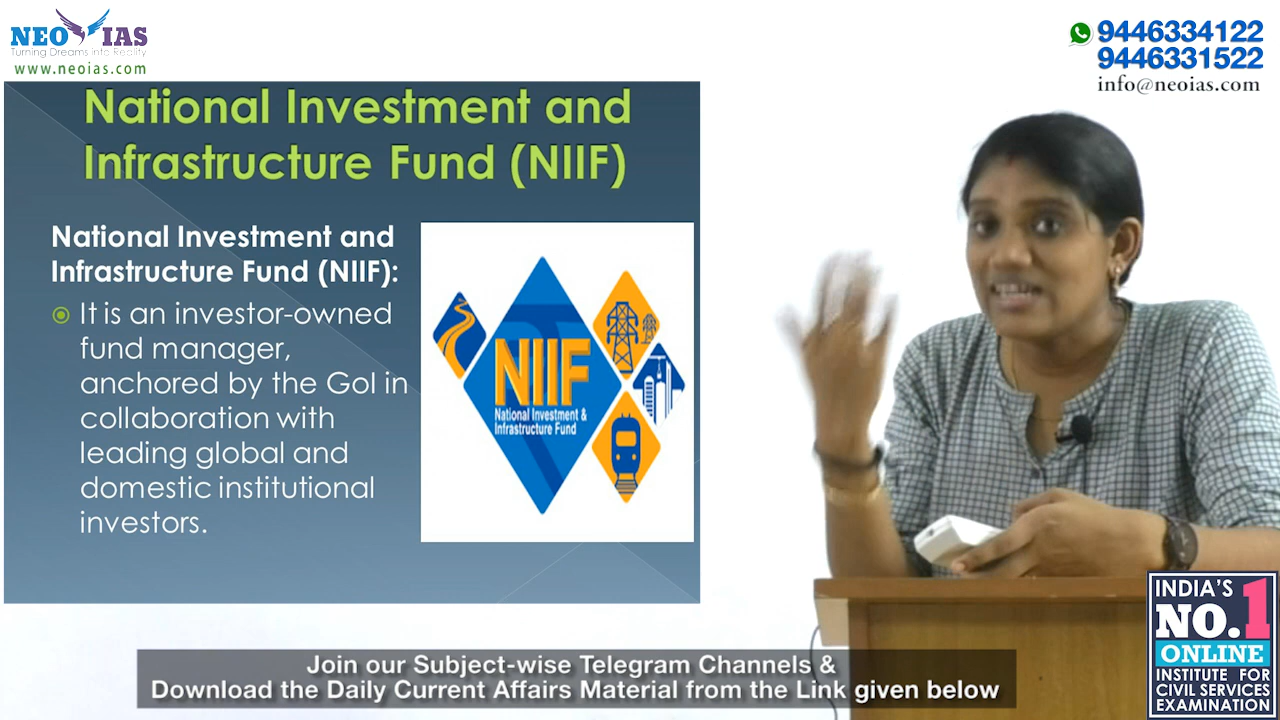 NEO IAS
Turning Dreams into Reality
www.neoias.com
9446334122
9446331522
info@neoias.com
National Investment and
Infrastructure Fund (NIIF)
National Investment and
Infrastructure Fund (NIIF):
It is an investor-owned
fund manager,
anchored by the GoI in
collaboration with
leading global and
domestic institutional
investors.
NIIF
National Investment &
Infrastructure Fund
INDIA'S
NO.1
ONLINE
INSTITUTE FOR
CIVIL SERVICES
EXAMINATION
Join our Subject-wise Telegram Channels &
Download the Daily Current Affairs Material from the Link given below